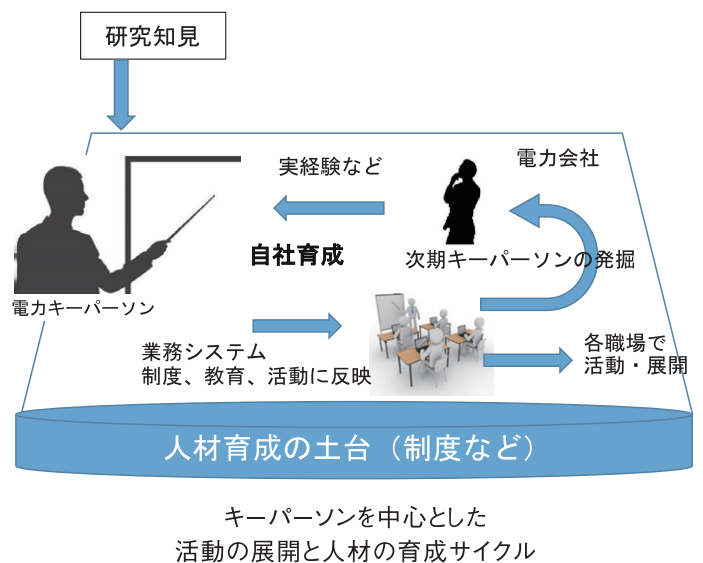 研究知見
実経験など
電力会社
自社育成
次期キーパーソンの発掘
電力キーパーソン
業務システム
制度、教育、活動に反映
各職場で
活動・展開
人材育成の土台（制度など）
キーパーソンを中心とした
活動の展開と人材の育成サイクル